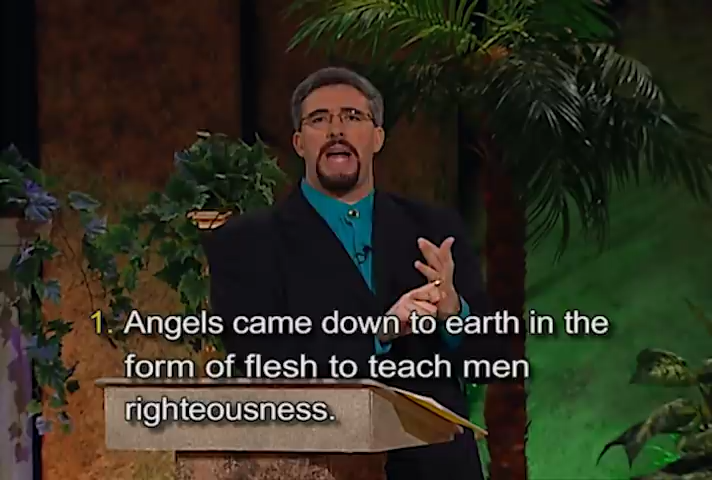 1. Angels came down to earth in the
form of flesh to teach men
righteousness.